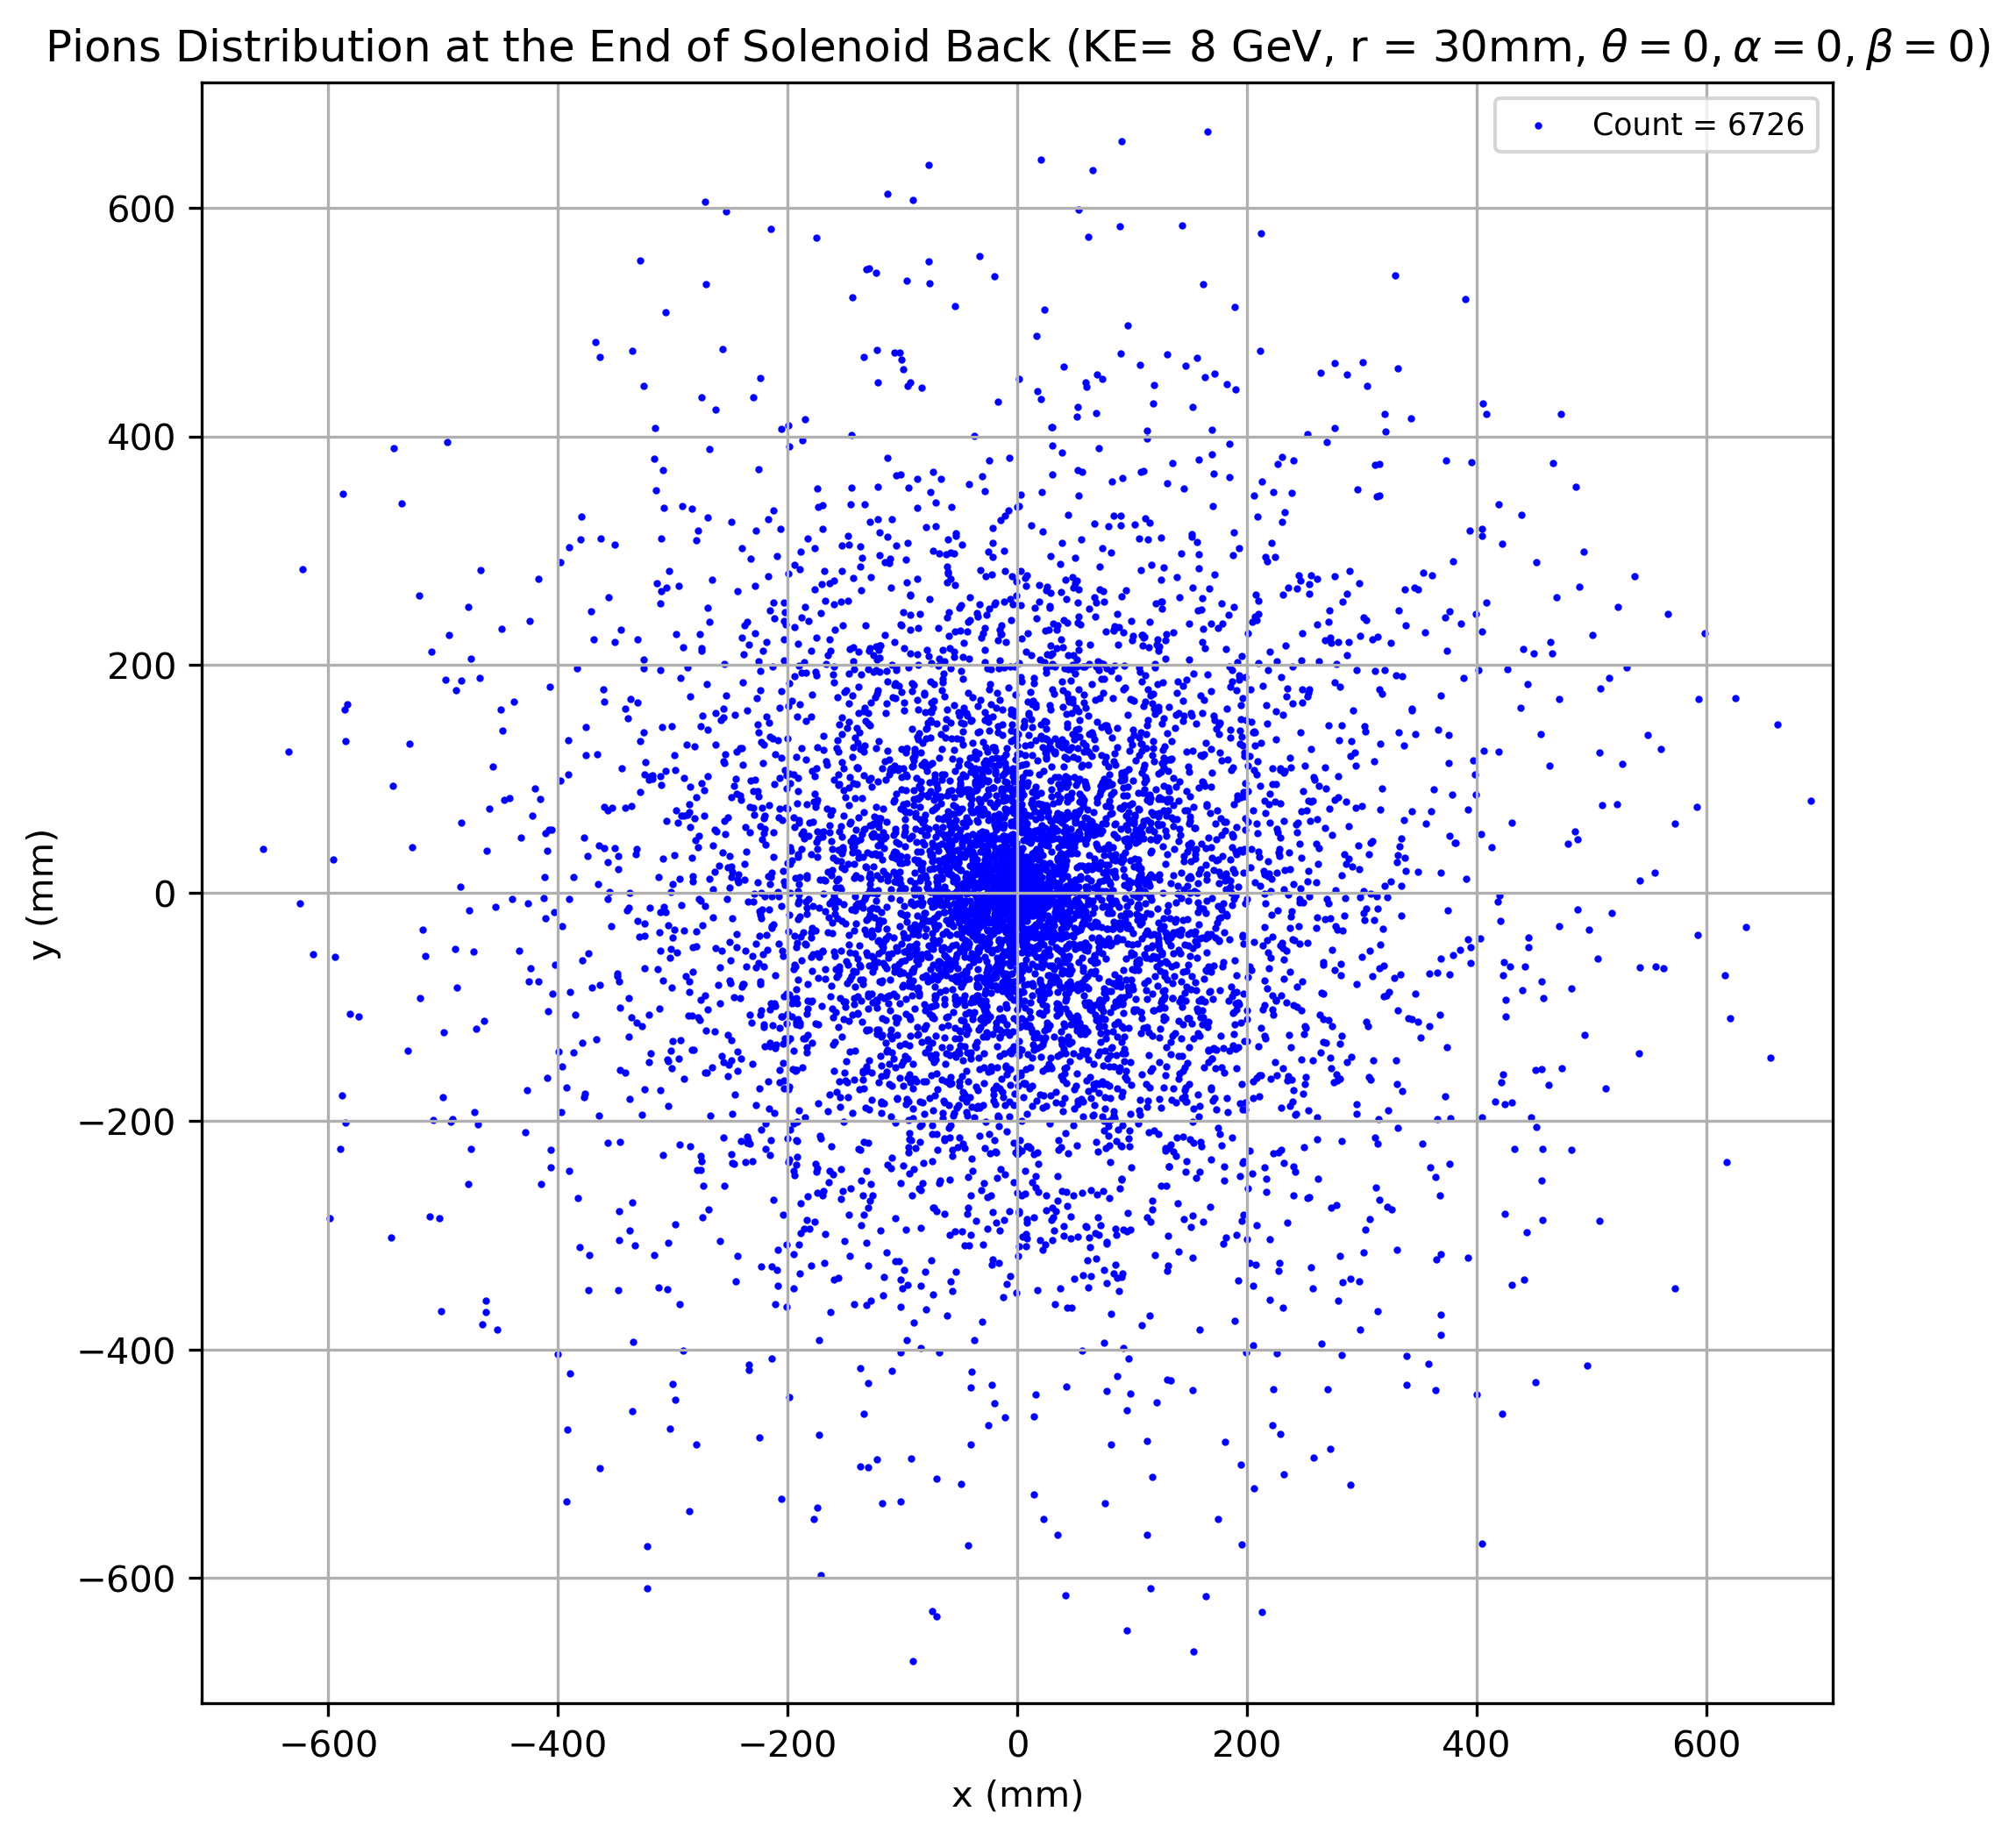 Pions Distribution at the End of Solenoid Back (KE= 8 GeV, r = 30mm, θ = 0, α = 0, β = 0)
Count = 6726
600
400
200
0
−200
−400
−600
y (mm)
−600 −400 −200 0 200 400 600
x (mm)